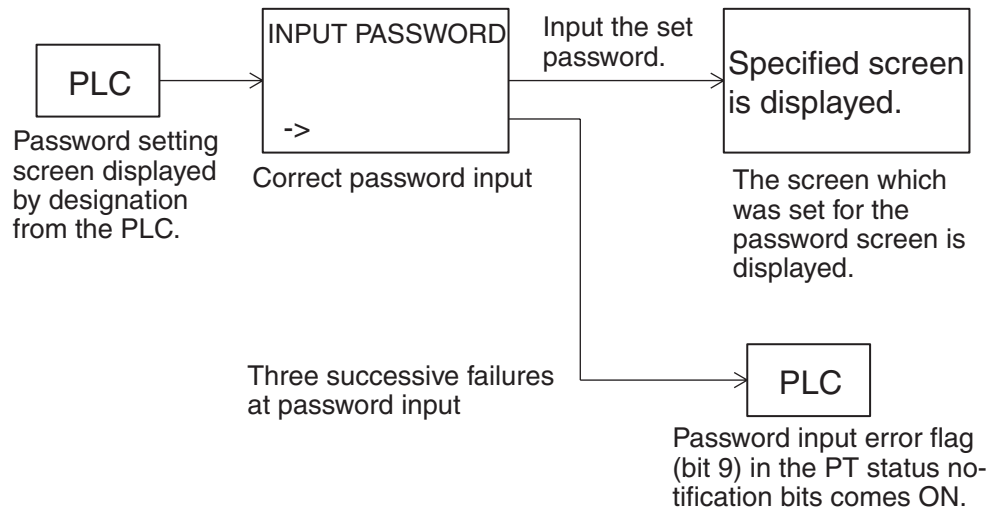 PLC
Password setting
screen displayed
by designation
from the PLC.
INPUT PASSWORD
->
Correct password input
Input the set
password.
Specified screen
is displayed.
The screen which
was set for the
password screen is
displayed.
Three successive failures
at password input
PLC
Password input error flag
(bit 9) in the PT status no-
tification bits comes ON.